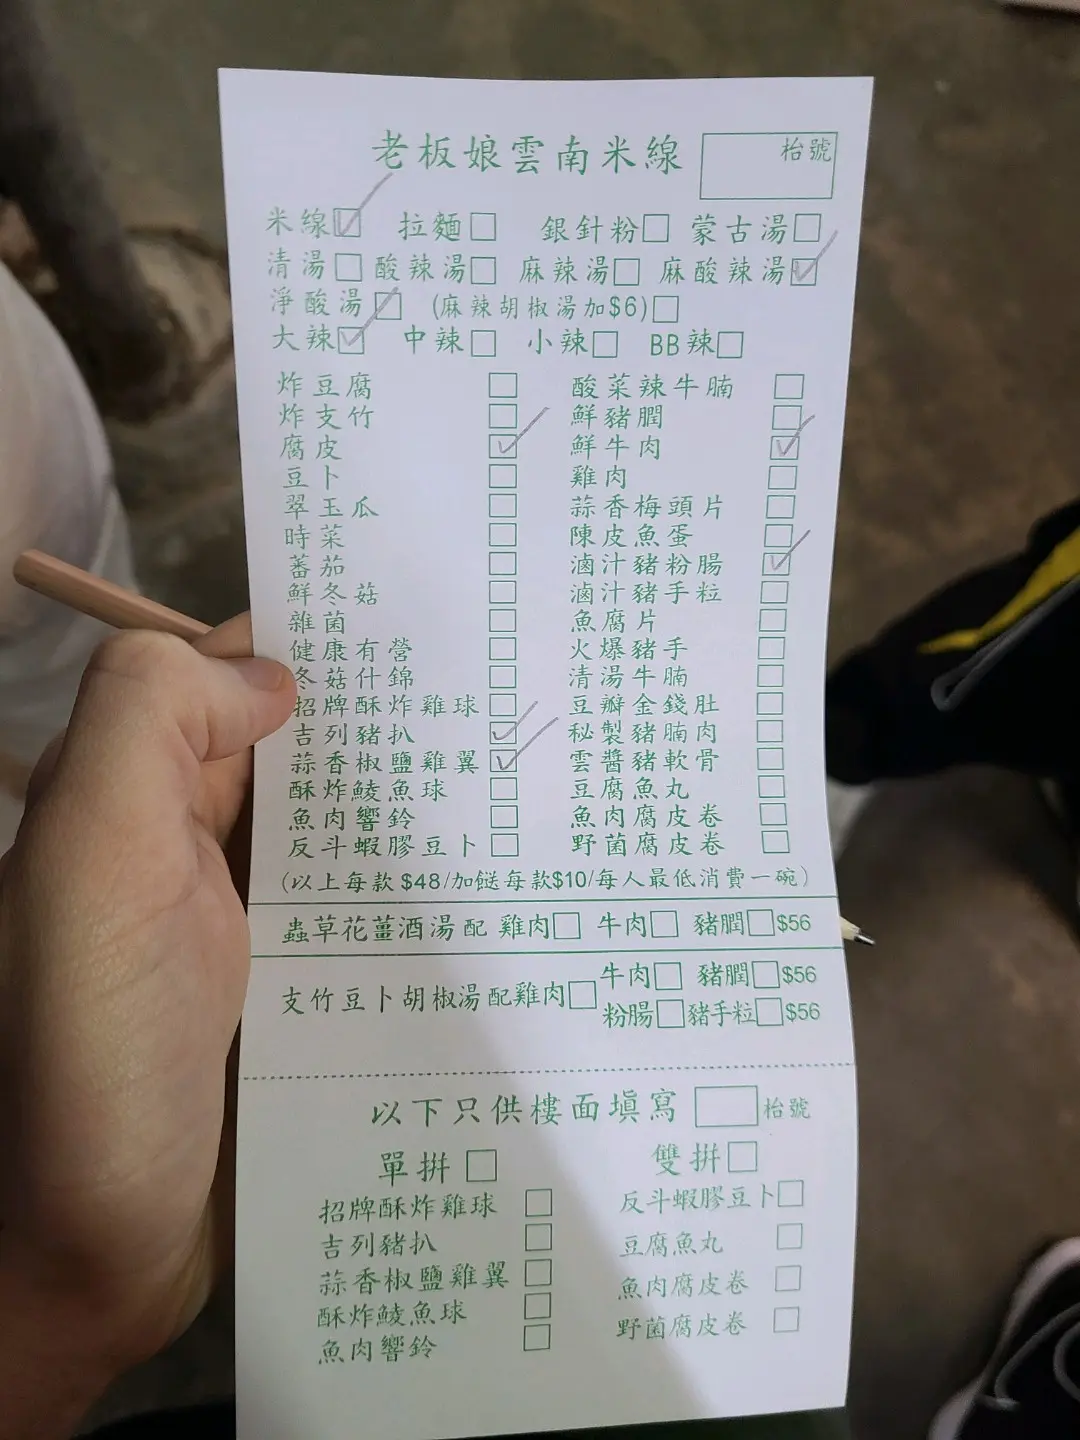 老板娘雲南米線 枱號
米線 拉麵 銀針粉 蒙古湯
清湯 酸辣湯 麻辣湯 麻酸辣湯
淨酸湯 (麻辣胡椒湯加$6)
大辣 中辣 小辣 BB辣
炸豆腐 酸菜辣牛腩
炸支竹 鮮豬膶
腐皮 鮮牛肉
豆卜 雞肉
翠玉瓜 蒜香梅頭片
時菜 陳皮魚蛋
蕃茄 滷汁豬粉腸
鮮冬菇 滷汁豬手粒
雜菌 魚腐片
健康有營 火爆豬手
冬菇什錦 清湯牛腩
招牌酥炸雞球 豆瓣金錢肚
吉列豬扒 秘製豬腩肉
蒜香椒鹽雞翼 雲醬豬軟骨
酥炸鯪魚球 豆腐魚丸
魚肉響鈴 魚肉腐皮卷
反斗蝦膠豆卜 野菌腐皮卷
(以上每款 $48/加餸每款$10/每人最低消費一碗)
蟲草花薑酒湯 配 雞肉 牛肉 豬膶 $56
支竹豆卜胡椒湯 配雞肉 牛肉 豬膶 $56
粉腸 豬手粒 $56
以下只供樓面填寫 枱號
單拼 雙拼
招牌酥炸雞球 反斗蝦膠豆卜
吉列豬扒 豆腐魚丸
蒜香椒鹽雞翼 魚肉腐皮卷
酥炸鯪魚球 野菌腐皮卷
魚肉響鈴